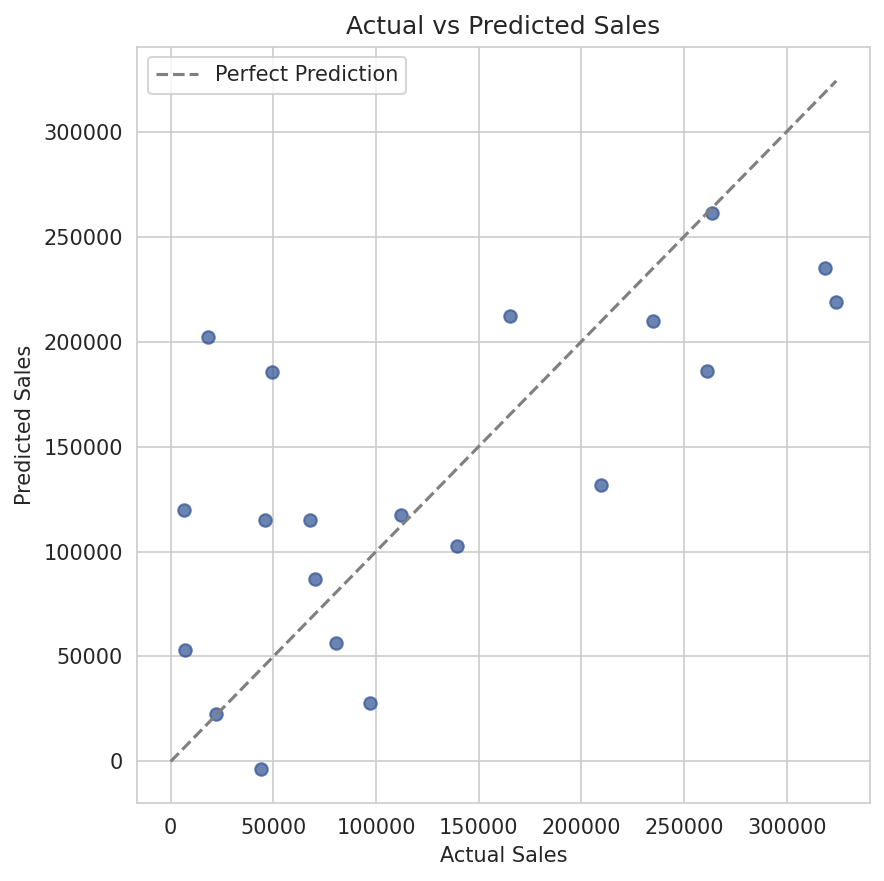 Actual vs Predicted Sales
Perfect Prediction
300000
250000
200000
150000
100000
50000
0
Predicted Sales
0 50000 100000 150000 200000 250000 300000
Actual Sales